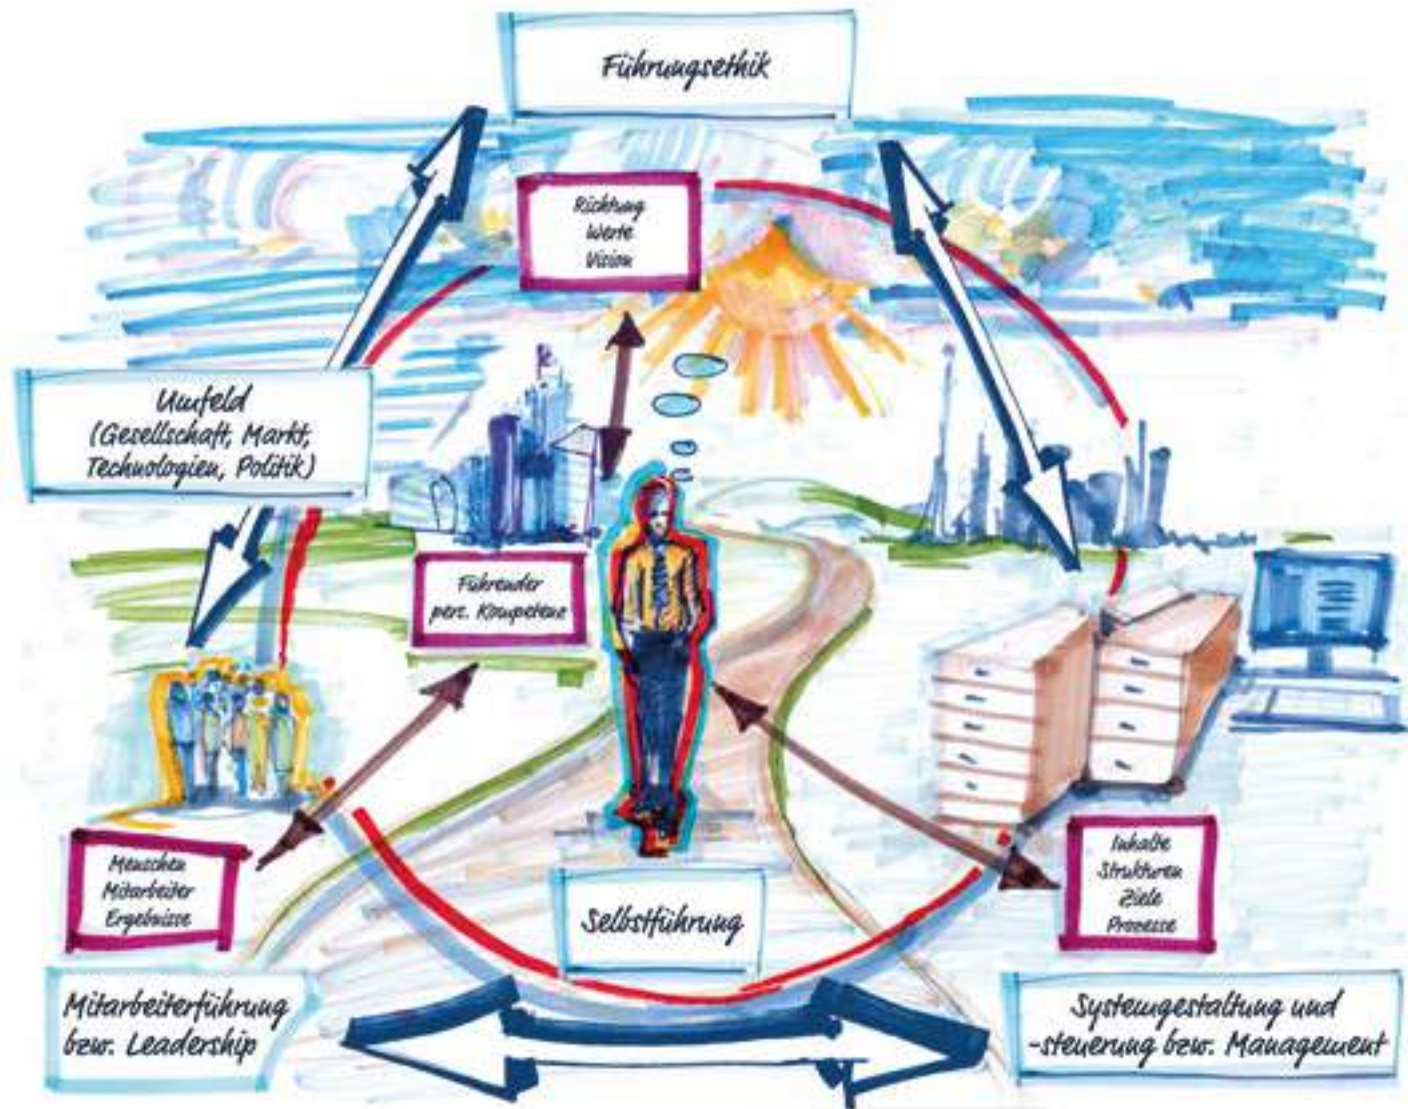 Führungsethik
Richtung
Werte
Vision
Umfeld
(Gesellschaft, Markt,
Technologien, Politik)
Führender
pers. Kompetenz
Menschen
Mitarbeiter
Ergebnisse
Inhalte
Strukturen
Ziele
Prozesse
Selbstführung
Mitarbeiterführung
bzw. Leadership
Systemgestaltung und
-steuerung bzw. Management